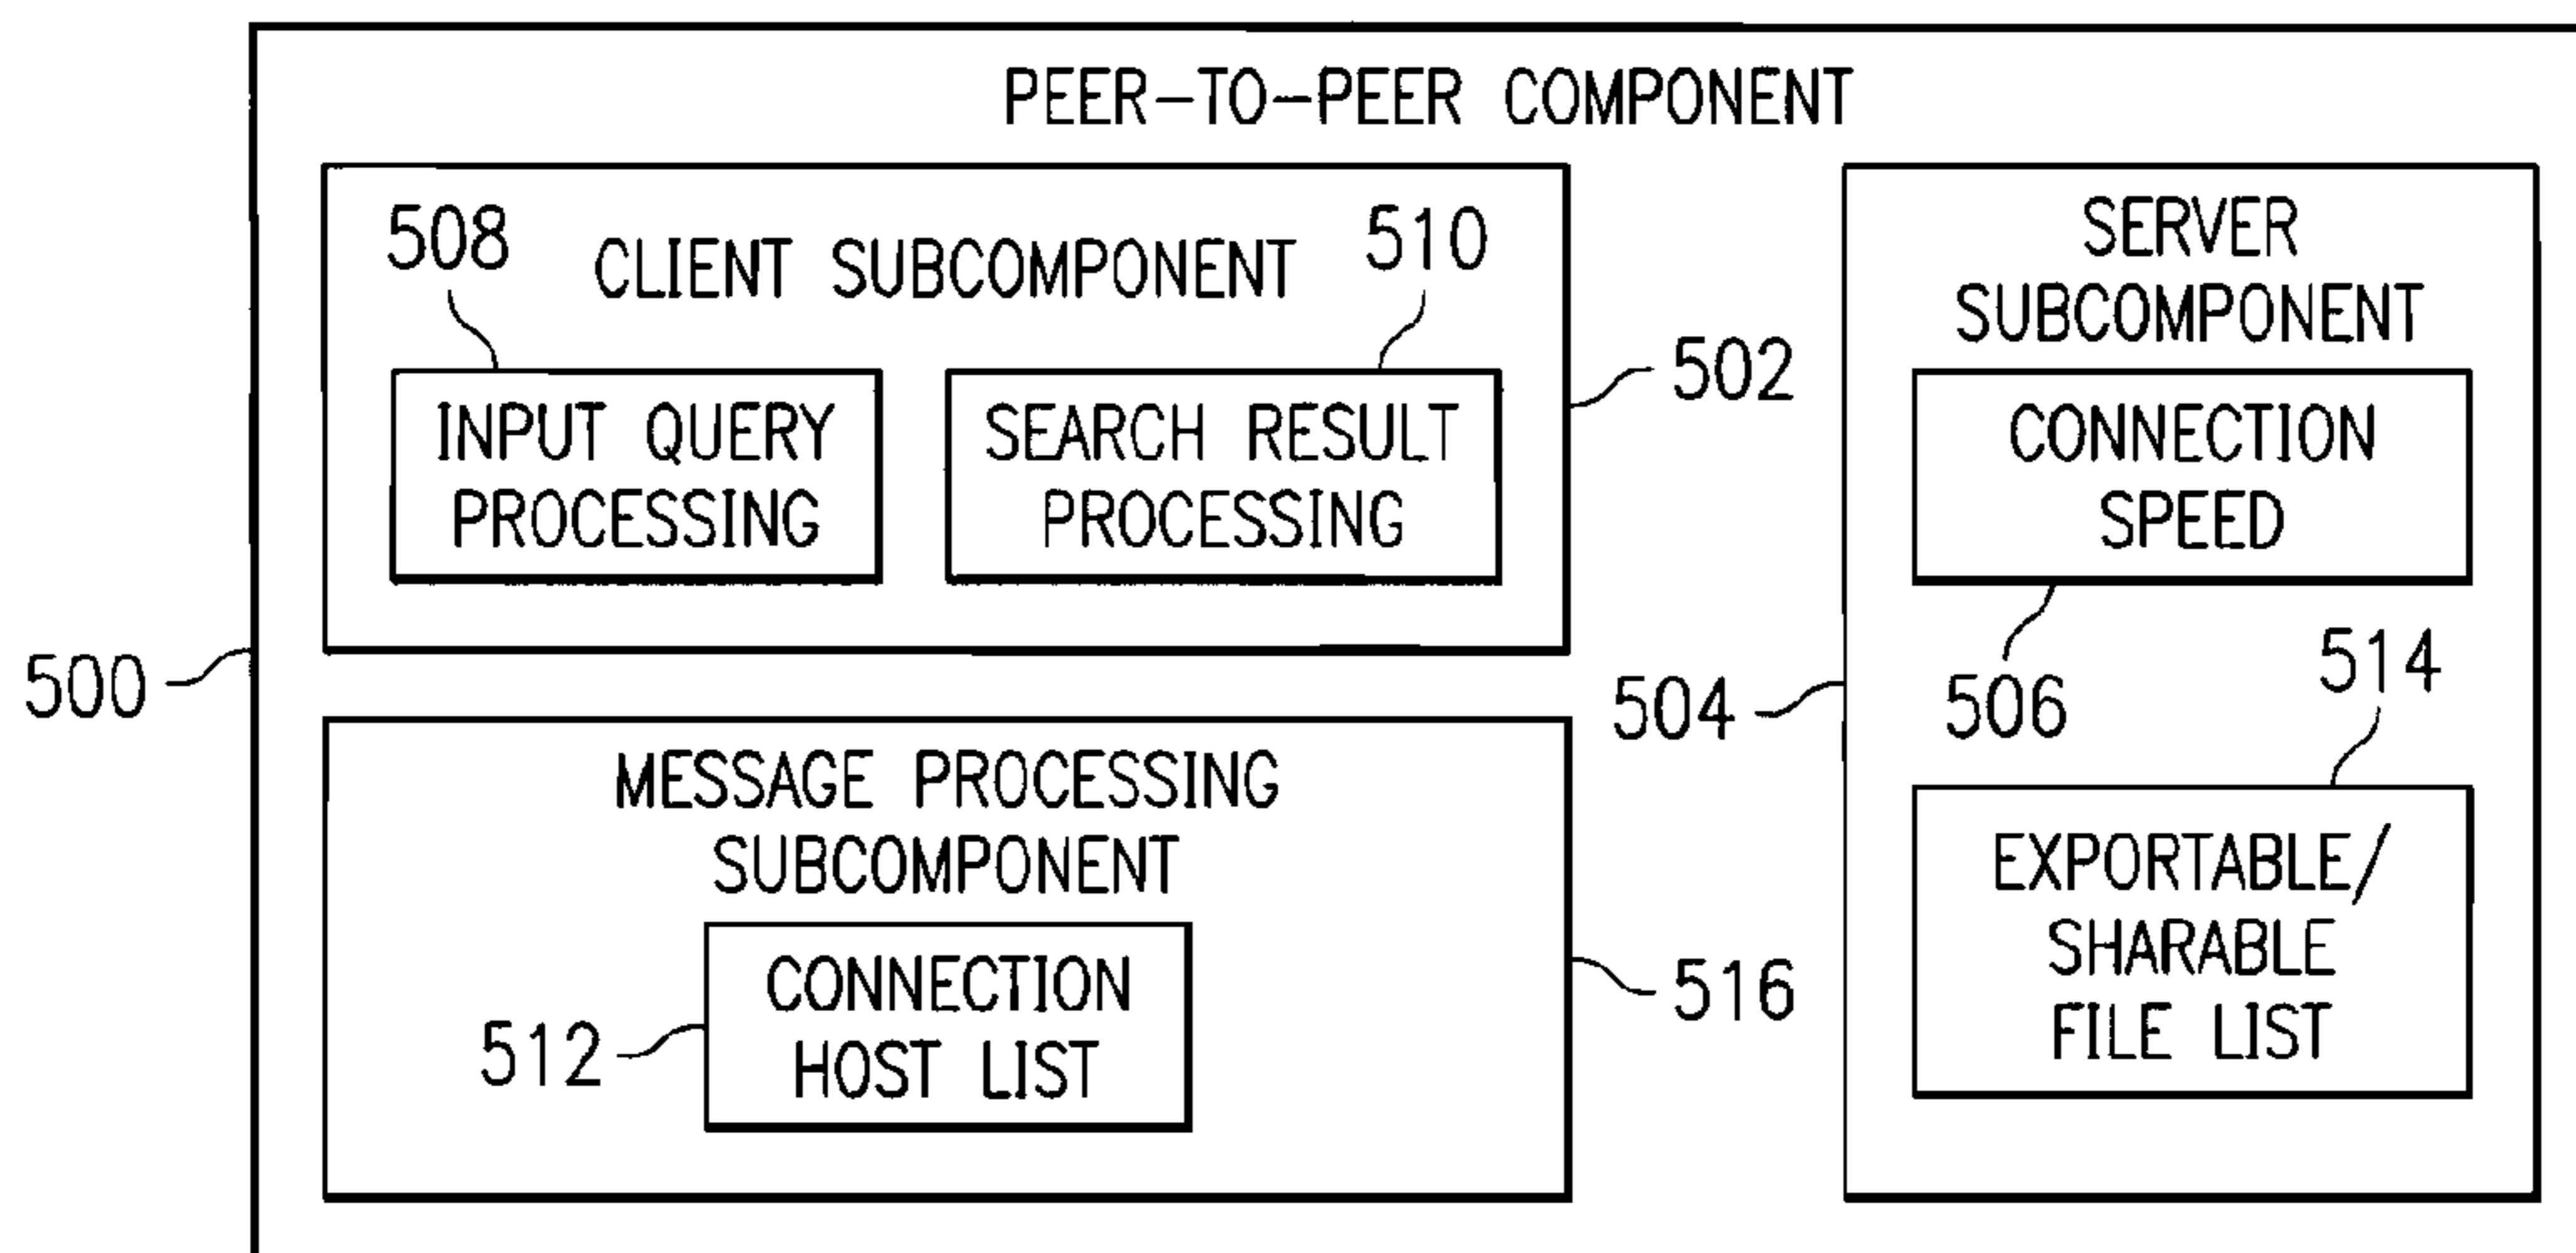 PEER-TO-PEER COMPONENT
508
CLIENT SUBCOMPONENT
510
INPUT QUERY
PROCESSING
SEARCH RESULT
PROCESSING
502
500
MESSAGE PROCESSING
SUBCOMPONENT
512
CONNECTION
HOST LIST
516
504
SERVER
SUBCOMPONENT
CONNECTION
SPEED
506
514
EXPORTABLE/
SHARABLE
FILE LIST